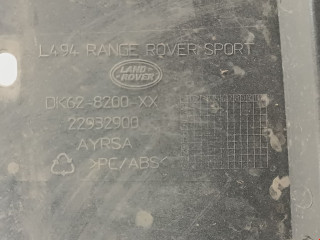 L494 RANGE ROVER SPORT
LAND
ROVER
DK62-8200-XX
22932900
AYRSA
>PC/ABS<